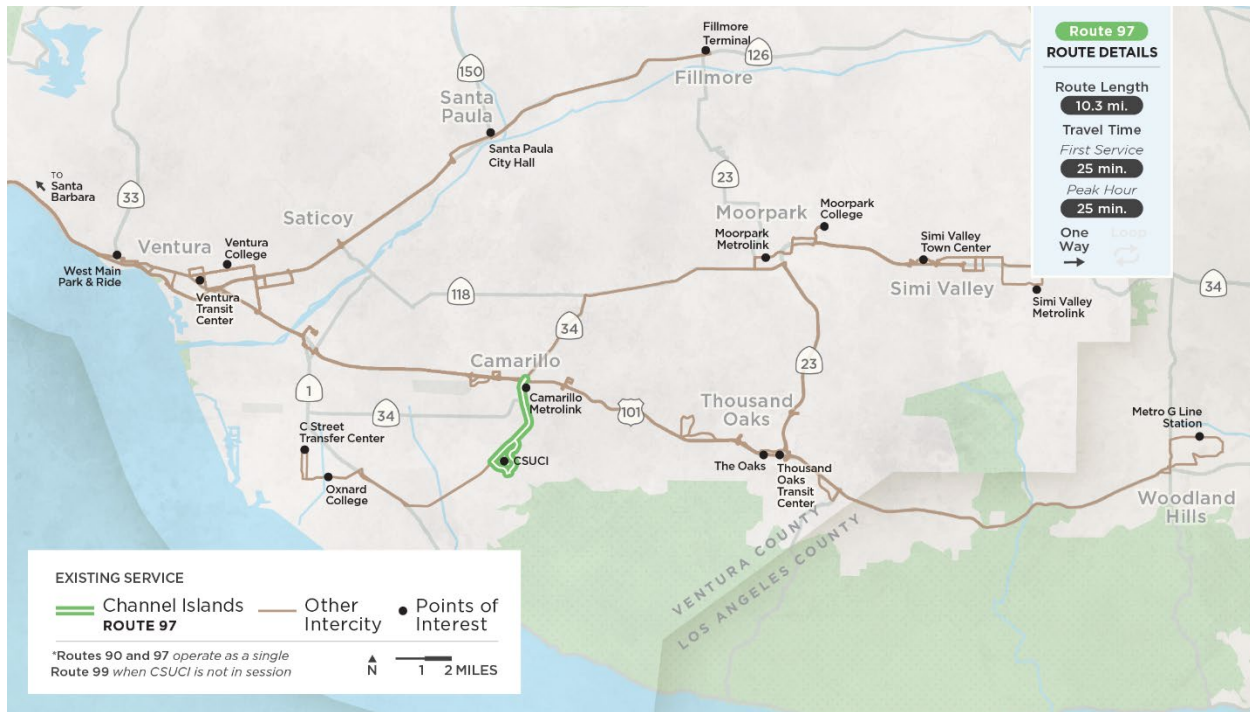 Fillmore
Terminal
126
Fillmore
150
Santa
Paula
Santa Paula
City Hall
TO
Santa
Barbara
33
Ventura
Ventura
College
Saticoy
West Main
Park & Ride
Ventura
Transit
Center
118
23
Moorpark
Moorpark
College
Moorpark
Metrolink
Simi Valley
Town Center
Simi Valley
Simi Valley
Metrolink
34
34
Camarillo
Camarillo
Metrolink
1
34
C Street
Transfer Center
Oxnard
College
CSUCI
101
23
Thousand
Oaks
The Oaks
Thousand
Oaks
Transit
Center
Metro G Line
Station
Woodland
Hills
VENTURA COUNTY
LOS ANGELES COUNTY
Route 97
ROUTE DETAILS
Route Length
10.3 mi.
Travel Time
First Service
25 min.
Peak Hour
25 min.
One
Way
Loop
EXISTING SERVICE
Channel Islands
ROUTE 97
Other
Intercity
Points of
Interest
*Routes 90 and 97 operate as a single
Route 99 when CSUCI is not in session
N
1 2 MILES